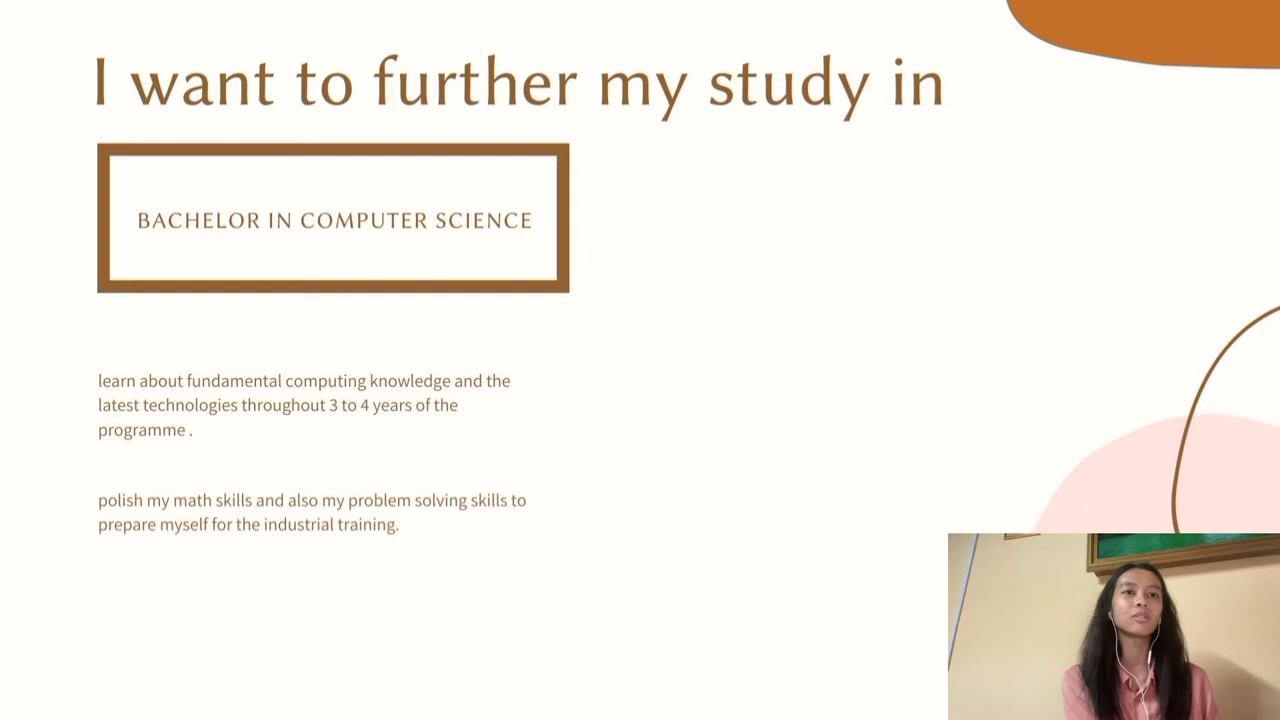 I want to further my study in
BACHELOR IN COMPUTER SCIENCE
learn about fundamental computing knowledge and the
latest technologies throughout 3 to 4 years of the
programme .
polish my math skills and also my problem solving skills to
prepare myself for the industrial training.